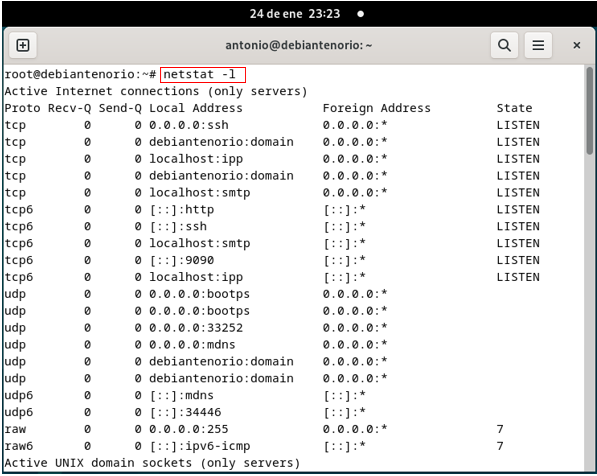 24 de ene 23:23
antonio@debiantenorio: ~
root@debiantenorio:~# netstat -l
Active Internet connections (only servers)
Proto Recv-Q Send-Q Local Address           Foreign Address         State
tcp        0      0 0.0.0.0:ssh             0.0.0.0:*               LISTEN
tcp        0      0 debiantenorio:domain    0.0.0.0:*               LISTEN
tcp        0      0 localhost:ipp           0.0.0.0:*               LISTEN
tcp        0      0 debiantenorio:domain    0.0.0.0:*               LISTEN
tcp        0      0 localhost:smtp          0.0.0.0:*               LISTEN
tcp6       0      0 [::]:http               [::]:*                  LISTEN
tcp6       0      0 [::]:ssh                [::]:*                  LISTEN
tcp6       0      0 localhost:smtp          [::]:*                  LISTEN
tcp6       0      0 [::]:9090               [::]:*                  LISTEN
tcp6       0      0 localhost:ipp           [::]:*                  LISTEN
udp        0      0 0.0.0.0:bootps          0.0.0.0:*
udp        0      0 0.0.0.0:bootps          0.0.0.0:*
udp        0      0 0.0.0.0:33252           0.0.0.0:*
udp        0      0 0.0.0.0:mdns            0.0.0.0:*
udp        0      0 debiantenorio:domain    0.0.0.0:*
udp        0      0 debiantenorio:domain    0.0.0.0:*
udp6       0      0 [::]:mdns               [::]:*
udp6       0      0 [::]:34446              [::]:*
raw        0      0 0.0.0.0:255             0.0.0.0:*               7
raw6       0      0 [::]:ipv6-icmp          [::]:*                  7
Active UNIX domain sockets (only servers)